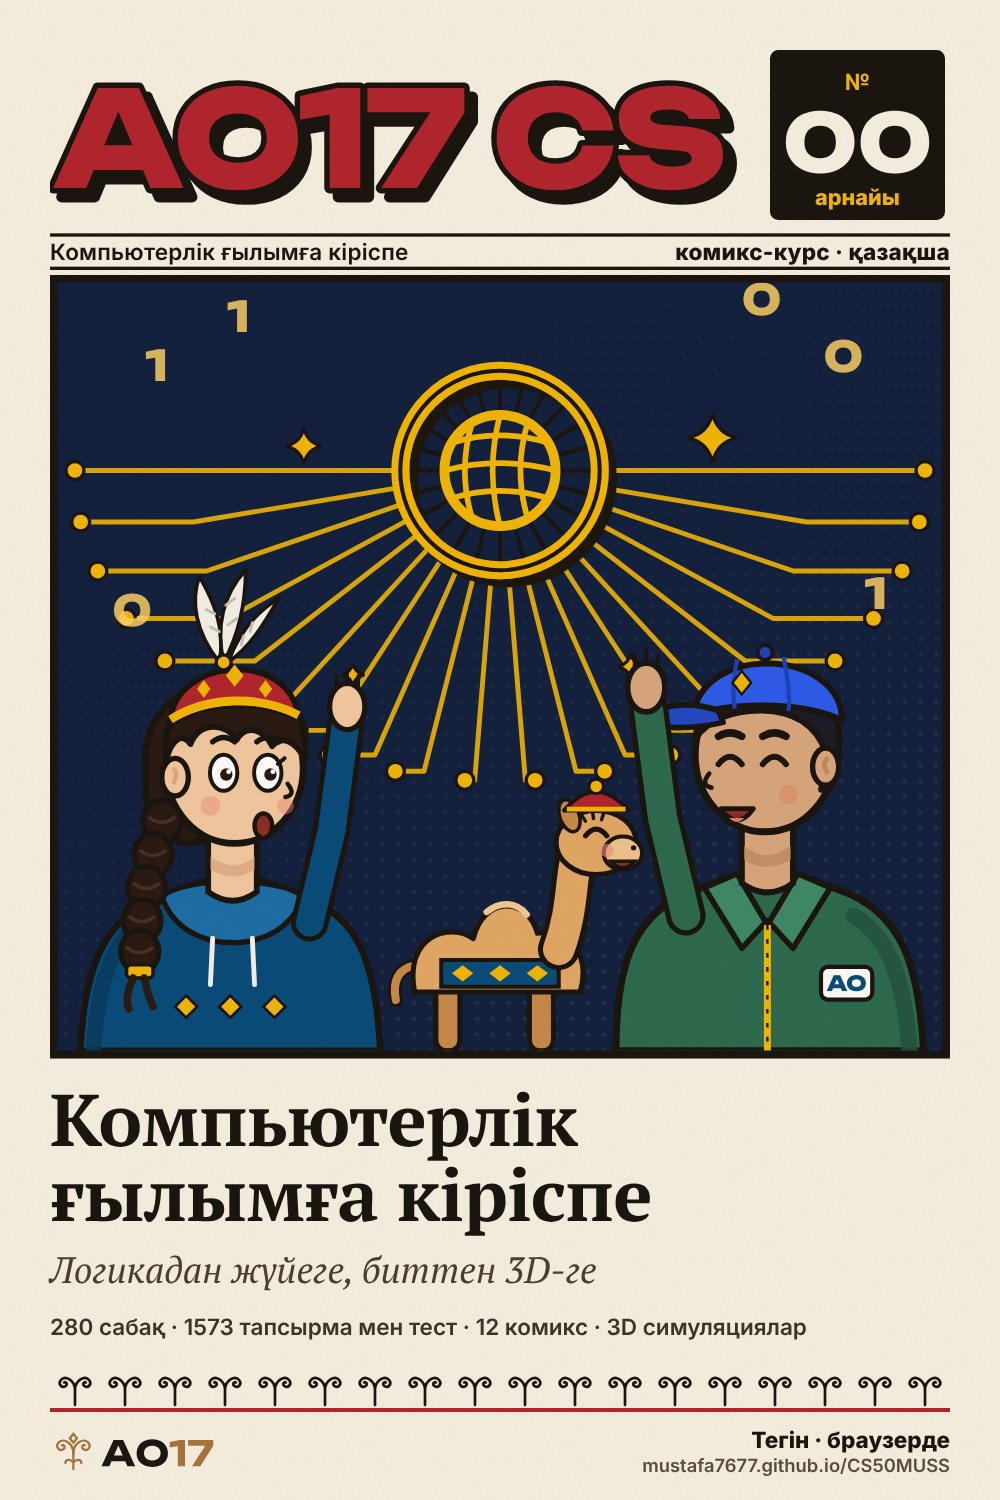 AO17 CS
№
00
арнайы
Компьютерлік ғылымға кіріспе
комикс-курс · қазақша
1
0
1
0
0
1
AO
Компьютерлік
ғылымға кіріспе
Логикадан жүйеге, биттен 3D-ге
280 сабақ · 1573 тапсырма мен тест · 12 комикс · 3D симуляциялар
AO17
Тегін · браузерде
mustafa7677.github.io/CS50MUSS